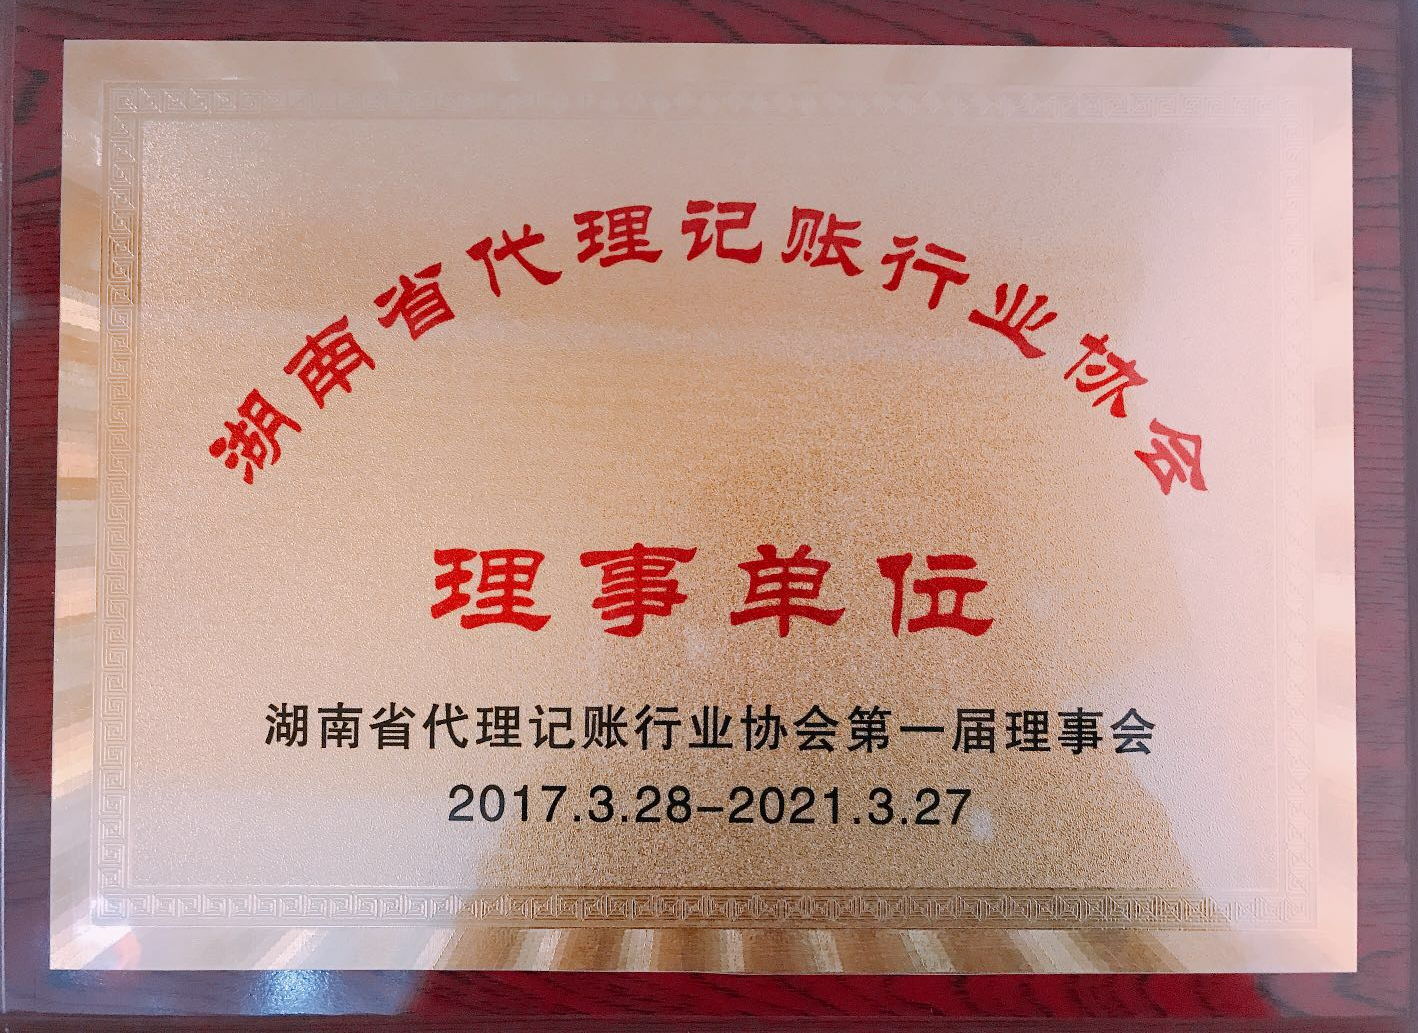 湖南省代理记账行业协会
理事单位
湖南省代理记账行业协会第一届理事会
2017.3.28-2021.3.27